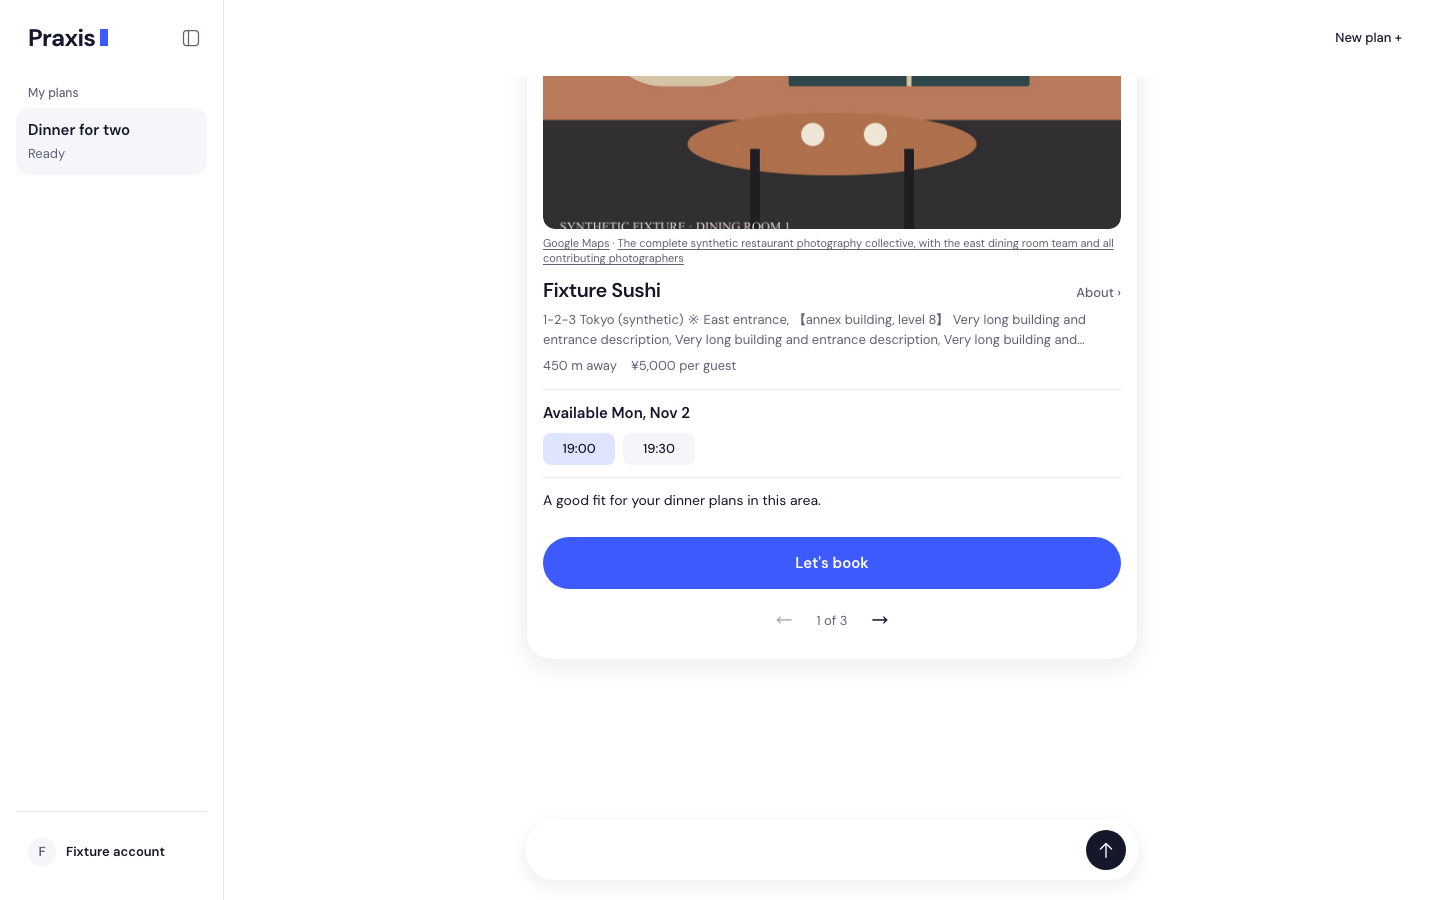 Praxis
New plan +
My plans
Dinner for two
Ready
SYNTHETIC FIXTURE · DINING ROOM 1
Google Maps · The complete synthetic restaurant photography collective, with the east dining room team and all
contributing photographers
Fixture Sushi
About ›
1-2-3 Tokyo (synthetic) ※ East entrance, 【annex building, level 8】 Very long building and
entrance description, Very long building and entrance description, Very long building and…
450 m away ¥5,000 per guest
Available Mon, Nov 2
19:00 19:30
A good fit for your dinner plans in this area.
Let's book
← 1 of 3 →
F Fixture account